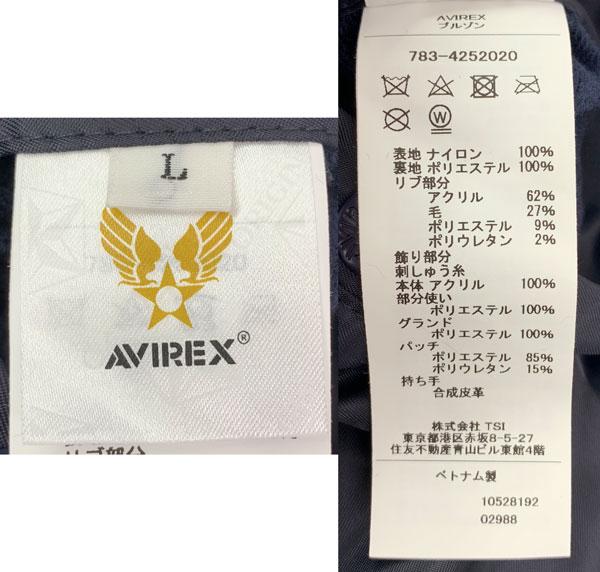 L
AVIREX®
リブ部分
AVIREX
ブルゾン
783-4252020
W
表地 ナイロン 100%
裏地 ポリエステル 100%
リブ部分
アクリル 62%
毛 27%
ポリエステル 9%
ポリウレタン 2%
飾り部分
刺しゅう糸
本体 アクリル 100%
部分使い
ポリエステル 100%
グランド
ポリエステル 100%
パッチ
ポリエステル 85%
ポリウレタン 15%
持ち手
合成皮革
株式会社 TSI
東京都港区赤坂8-5-27
住友不動産青山ビル東館4階
ベトナム製
10528192
02988